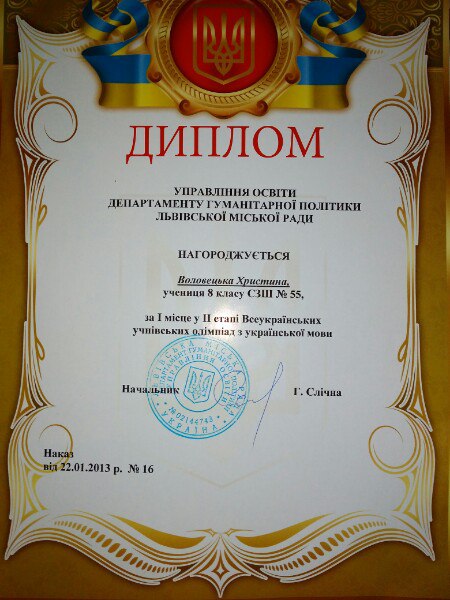 ДИПЛОМ
УПРАВЛІННЯ ОСВІТИ
ДЕПАРТАМЕНТУ ГУМАНІТАРНОЇ ПОЛІТИКИ
ЛЬВІВСЬКОЇ МІСЬКОЇ РАДИ
НАГОРОДЖУЄТЬСЯ
Воловецька Христина,
учениця 8 класу СЗШ № 55,
за І місце у ІІ етапі Всеукраїнських
учнівських олімпіад з української мови
Начальник Г. Слічна
УКРАЇНА
Наказ
від 22.01.2013 р. № 16